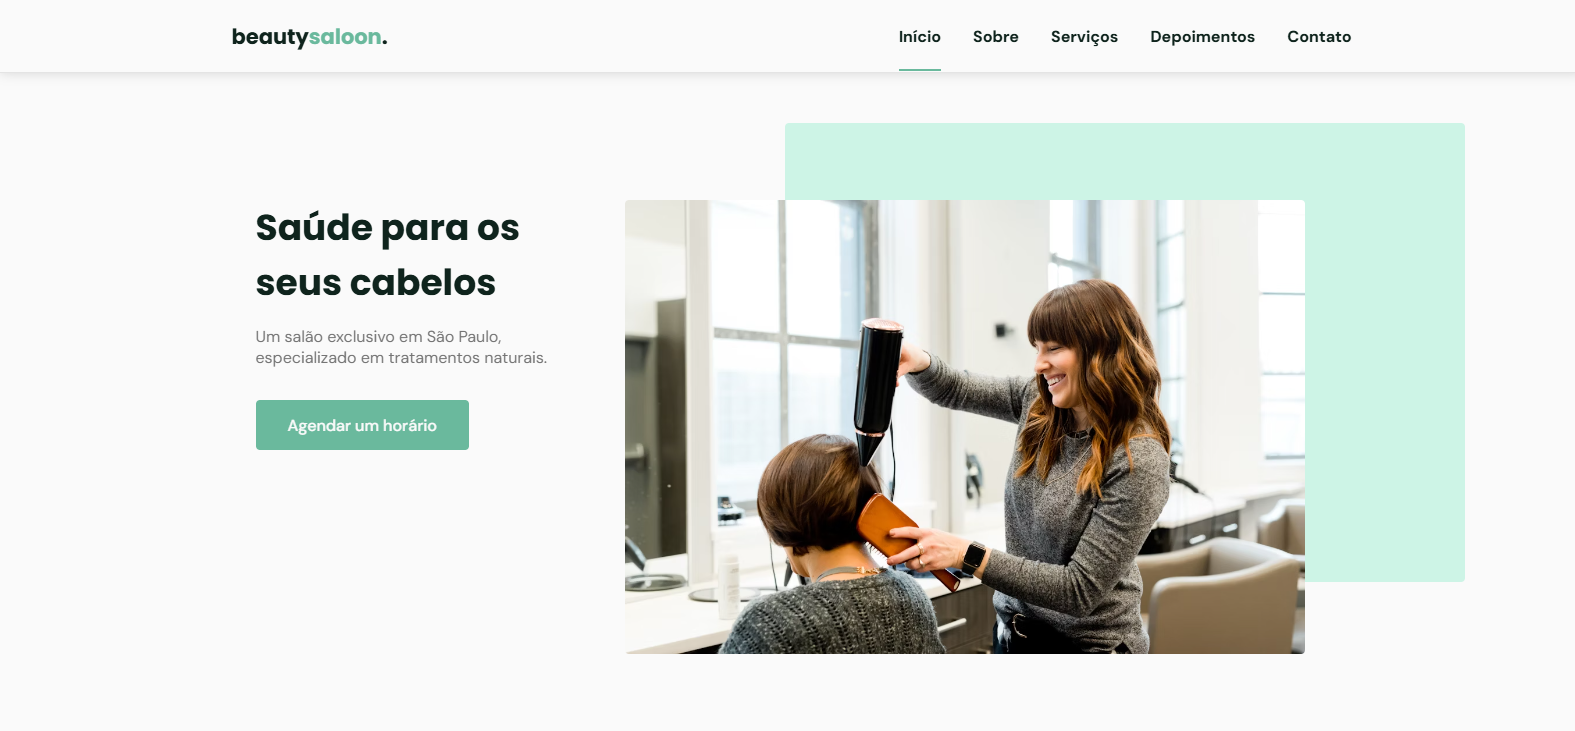 beautysaloon.
Início Sobre Serviços Depoimentos Contato
Saúde para os
seus cabelos
Um salão exclusivo em São Paulo,
especializado em tratamentos naturais.
Agendar um horário